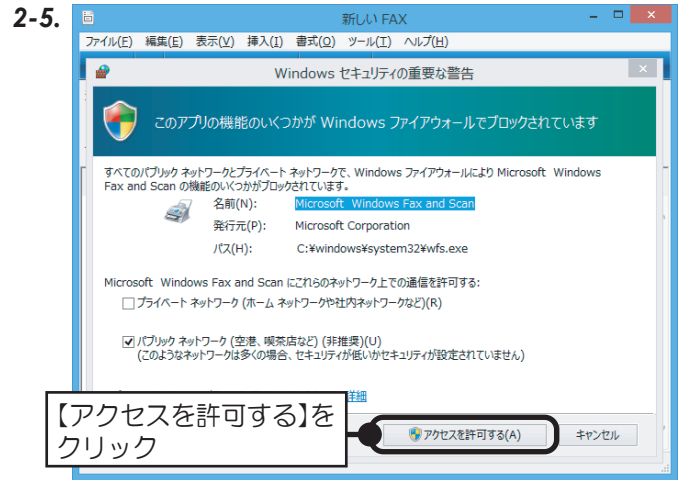 2-5.
新しい FAX
ファイル(F) 編集(E) 表示(V) 挿入(I) 書式(O) ツール(T) ヘルプ(H)
Windows セキュリティの重要な警告
このアプリの機能のいくつかが Windows ファイアウォールでブロックされています
すべてのパブリック ネットワークとプライベート ネットワークで、Windows ファイアウォールにより Microsoft Windows
Fax and Scan の機能のいくつかがブロックされています。
名前(N): Microsoft Windows Fax and Scan
発行元(P): Microsoft Corporation
パス(H): C:¥windows¥system32¥wfs.exe
Microsoft Windows Fax and Scan にこれらのネットワーク上での通信を許可する:
プライベート ネットワーク (ホーム ネットワークや社内ネットワークなど)(R)
パブリック ネットワーク (空港、喫茶店など) (非推奨)(U)
(このようなネットワークは多くの場合、セキュリティが低いかセキュリティが設定されていません)
詳細
【アクセスを許可する】を
クリック
アクセスを許可する(A) キャンセル